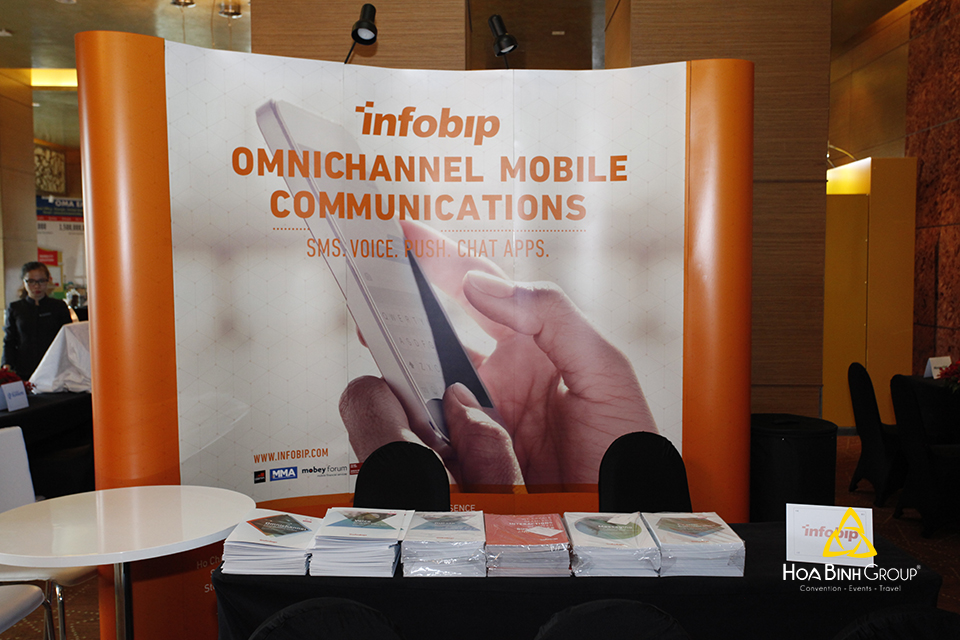 infobip
OMNICHANNEL MOBILE
COMMUNICATIONS
SMS. VOICE. PUSH. CHAT APPS.
WWW.INFOBIP.COM
MMA
mobey forum
infobip
HOA BINH GROUP®
Convention - Events - Travel